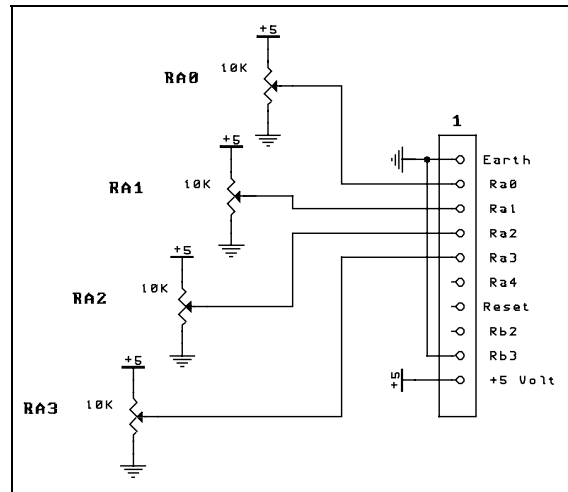 +5
10K
RA0
1
+5
Earth
10K
Ra0
RA1
Ra1
Ra2
+5
Ra3
10K
Ra4
RA2
Reset
Rb2
+5
Rb3
+5
+5 Volt
10K
RA3